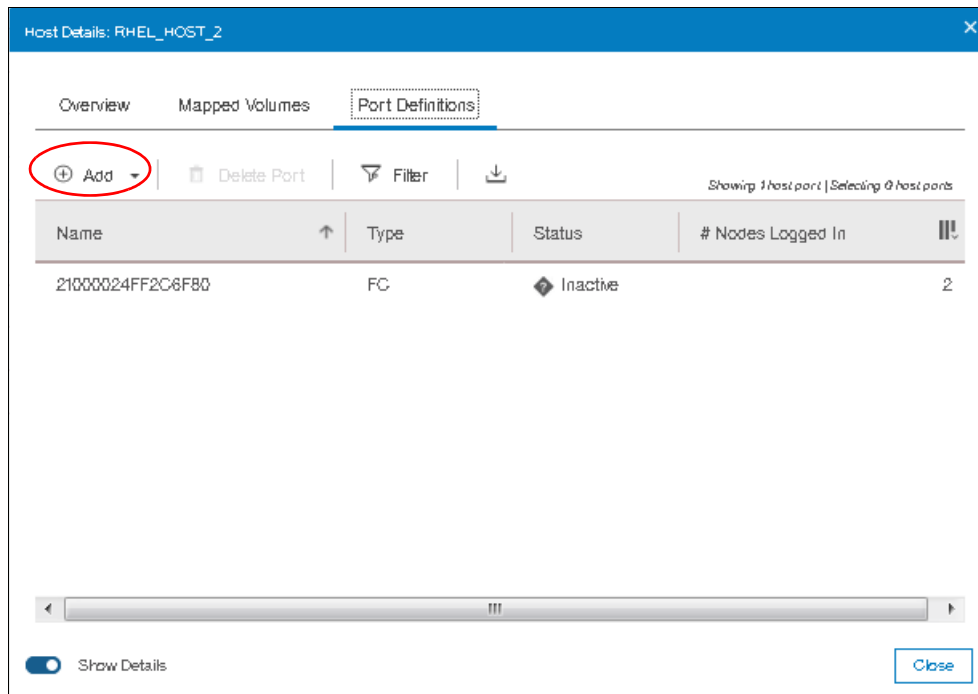 Host Details: RHEL_HOST_2
Overview Mapped Volumes Port Definitions
Add Delete Port Filter
Showing 1 host port | Selecting 0 host ports
Name Type Status # Nodes Logged In
21000024FF2C6F80 FC Inactive 2
Show Details Close